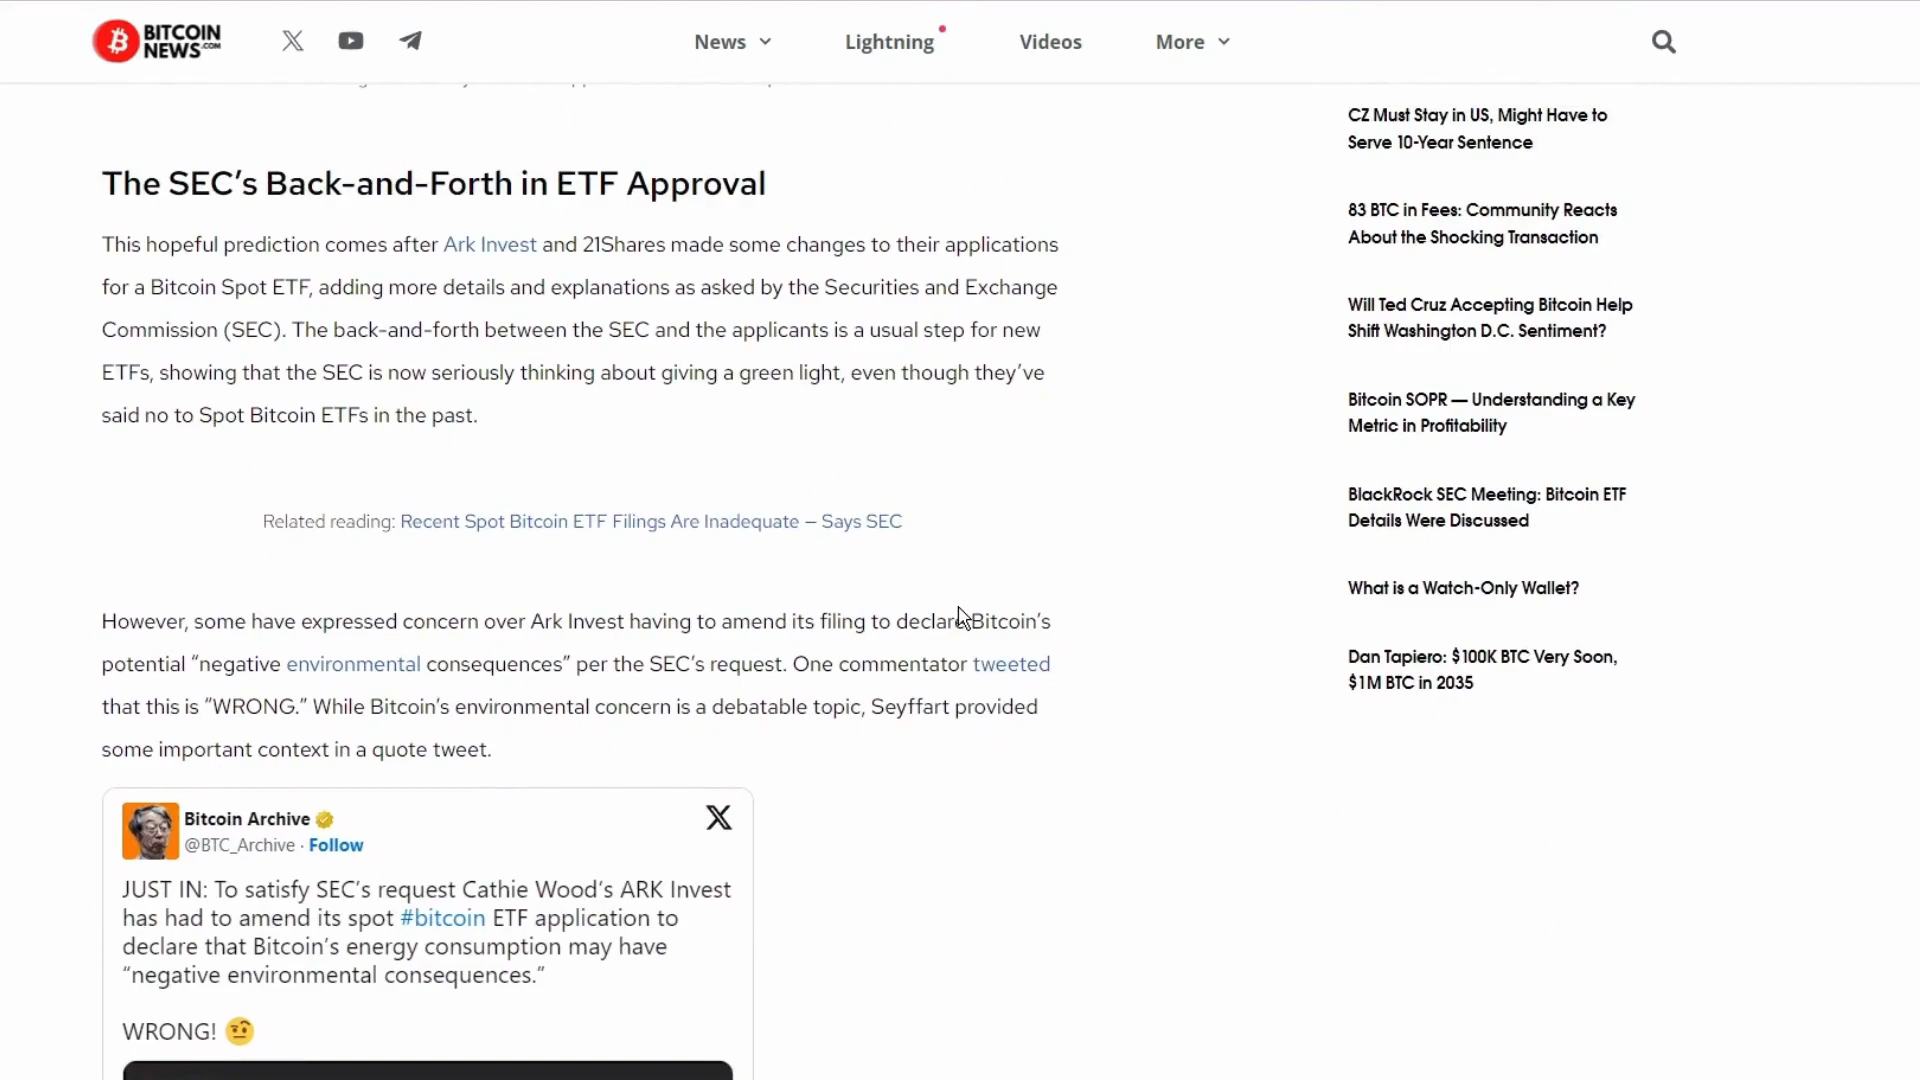 BITCOIN
NEWS.COM
News
Lightning
Videos
More
The SEC’s Back-and-Forth in ETF Approval
This hopeful prediction comes after Ark Invest and 21Shares made some changes to their applications
for a Bitcoin Spot ETF, adding more details and explanations as asked by the Securities and Exchange
Commission (SEC). The back-and-forth between the SEC and the applicants is a usual step for new
ETFs, showing that the SEC is now seriously thinking about giving a green light, even though they’ve
said no to Spot Bitcoin ETFs in the past.
Related reading: Recent Spot Bitcoin ETF Filings Are Inadequate – Says SEC
However, some have expressed concern over Ark Invest having to amend its filing to declare Bitcoin’s
potential “negative environmental consequences” per the SEC’s request. One commentator tweeted
that this is “WRONG.” While Bitcoin’s environmental concern is a debatable topic, Seyffart provided
some important context in a quote tweet.
Bitcoin Archive
@BTC_Archive · Follow
JUST IN: To satisfy SEC’s request Cathie Wood’s ARK Invest
has had to amend its spot #bitcoin ETF application to
declare that Bitcoin’s energy consumption may have
“negative environmental consequences.”
WRONG! 🤨
CZ Must Stay in US, Might Have to
Serve 10-Year Sentence
83 BTC in Fees: Community Reacts
About the Shocking Transaction
Will Ted Cruz Accepting Bitcoin Help
Shift Washington D.C. Sentiment?
Bitcoin SOPR — Understanding a Key
Metric in Profitability
BlackRock SEC Meeting: Bitcoin ETF
Details Were Discussed
What is a Watch-Only Wallet?
Dan Tapiero: $100K BTC Very Soon,
$1M BTC in 2035